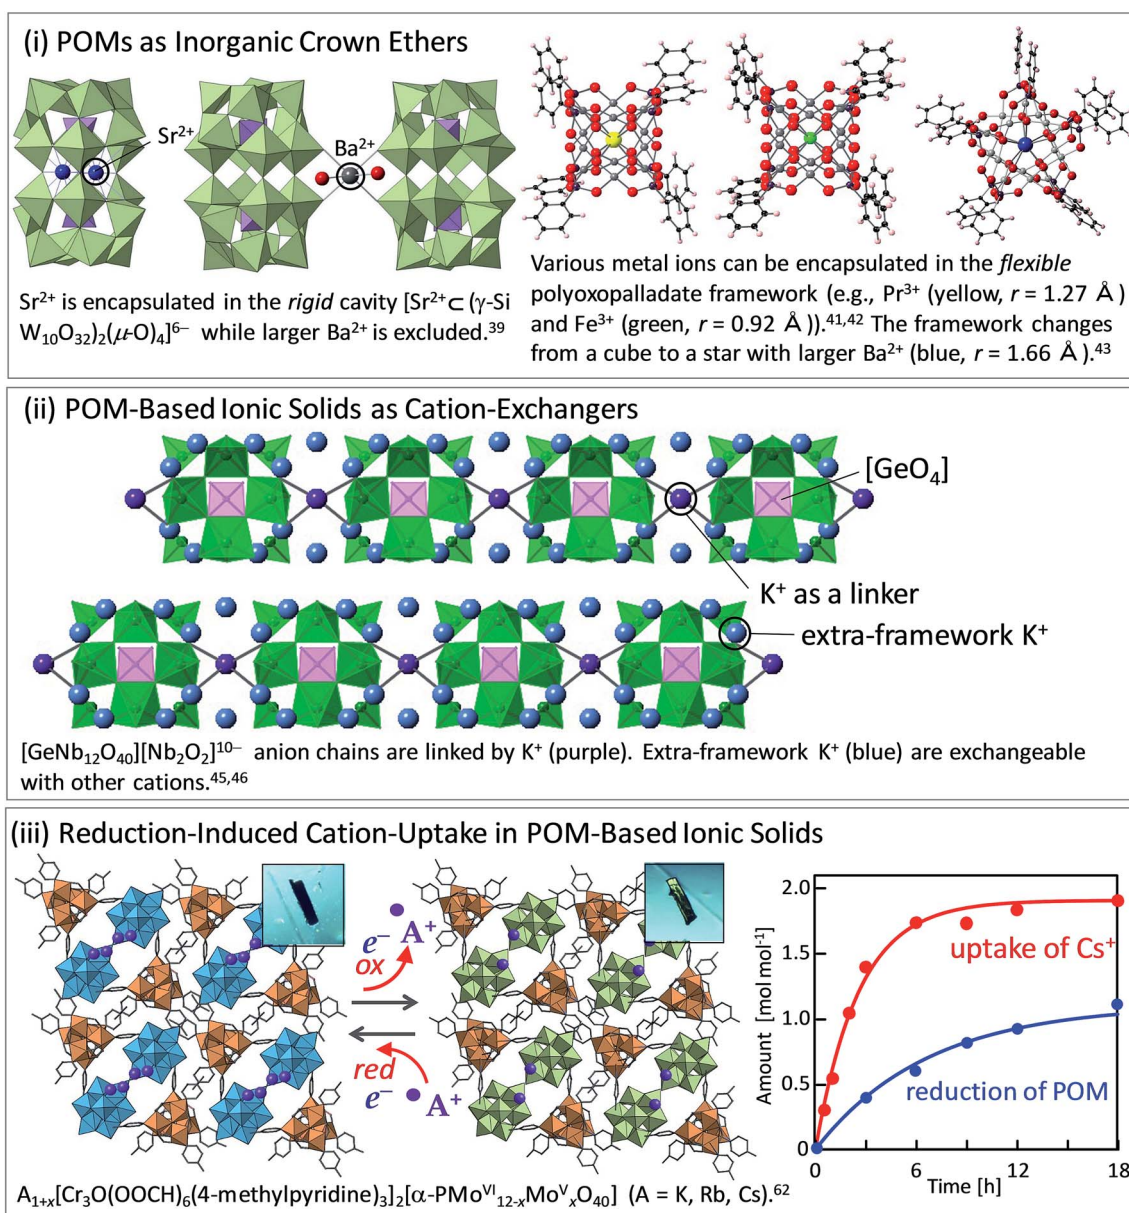 (i) POMs as Inorganic Crown Ethers
Sr²⁺
Ba²⁺
Sr²⁺ is encapsulated in the rigid cavity [Sr²⁺⊂(γ-Si
W₁₀O₃₂)₂(μ-O)₄]⁶⁻ while larger Ba²⁺ is excluded.³⁹
Various metal ions can be encapsulated in the flexible
polyoxopalladate framework (e.g., Pr³⁺ (yellow, r = 1.27 Å)
and Fe³⁺ (green, r = 0.92 Å)).⁴¹,⁴² The framework changes
from a cube to a star with larger Ba²⁺ (blue, r = 1.66 Å).⁴³
(ii) POM-Based Ionic Solids as Cation-Exchangers
[GeO₄]
K⁺ as a linker
extra-framework K⁺
[GeNb₁₂O₄₀][Nb₂O₂]¹⁰⁻ anion chains are linked by K⁺ (purple). Extra-framework K⁺ (blue) are exchangeable
with other cations.⁴⁵,⁴⁶
(iii) Reduction-Induced Cation-Uptake in POM-Based Ionic Solids
e⁻ A⁺
ox
red
e⁻ A⁺
A₁₊ₓ[Cr₃O(OOCH)₆(4-methylpyridine)₃]₂[α-PMoⱽᴵ₁₂₋ₓMoⱽₓO₄₀] (A = K, Rb, Cs).⁶²
Amount [mol mol⁻¹]
2.0
1.5
1.0
0.5
0
uptake of Cs⁺
reduction of POM
0 6 12 18
Time [h]